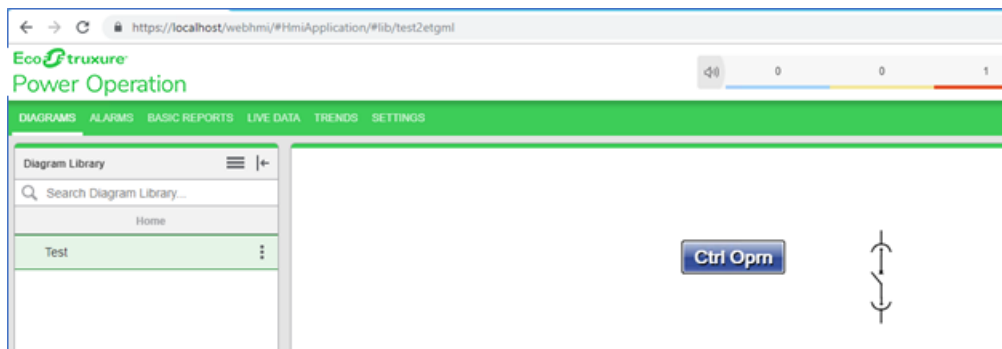 https://localhost/webhmi/#HmiApplication/#lib/test2etgml
EcoStruxure
Power Operation
0 0 1
DIAGRAMS ALARMS BASIC REPORTS LIVE DATA TRENDS SETTINGS
Diagram Library
Search Diagram Library...
Home
Test
Ctrl Oprn